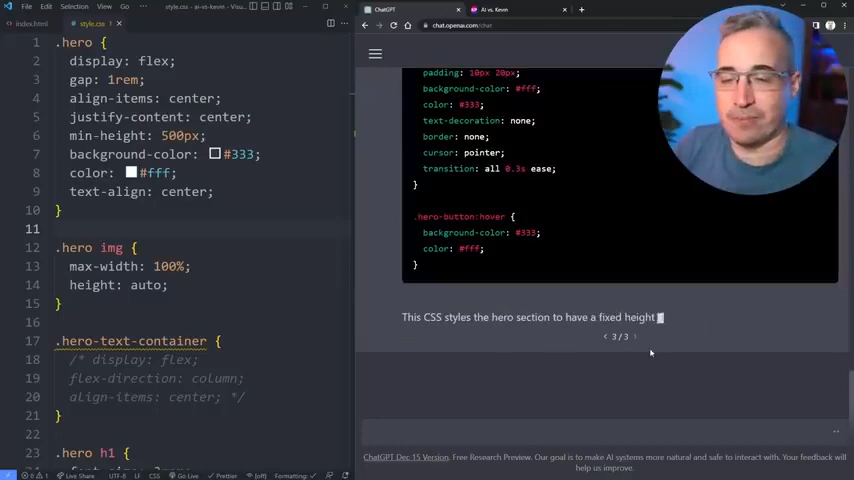 File Edit Selection View Go Run
style.css - ai-vs-kevin - Visu...
index.html
style.css
1 .hero {
2 display: flex;
3 gap: 1rem;
4 align-items: center;
5 justify-content: center;
6 min-height: 500px;
7 background-color: #333;
8 color: #fff;
9 text-align: center;
10 }
11
12 .hero img {
13 max-width: 100%;
14 height: auto;
15 }
16
17 .hero-text-container {
18 /* display: flex;
19 flex-direction: column;
20 align-items: center; */
21 }
22
23 .hero h1 {
0 1
Live Share
LF CSS
Go Live
Prettier
[off]
Formatting: ✓
ChatGPT
AI vs. Kevin
chat.openai.com/chat
padding: 10px 20px;
background-color: #fff;
color: #333;
text-decoration: none;
border: none;
cursor: pointer;
transition: all 0.3s ease;
}
.hero-button:hover {
background-color: #333;
color: #fff;
}
This CSS styles the hero section to have a fixed height
< 3 / 3 >
ChatGPT Dec 15 Version. Free Research Preview. Our goal is to make AI systems more natural and safe to interact with. Your feedback will
help us improve.